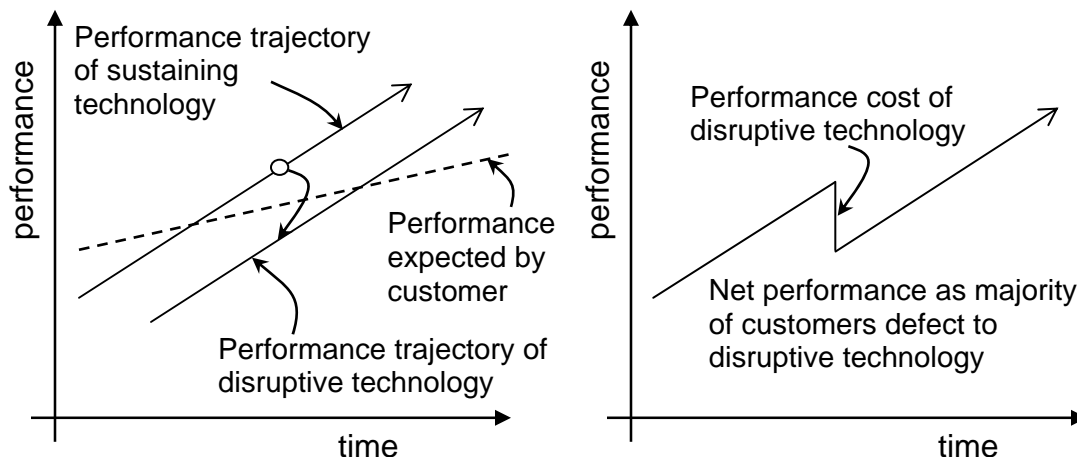 performance
Performance trajectory
of sustaining
technology
Performance
expected by
customer
Performance trajectory of
disruptive technology
time
performance
Performance cost of
disruptive technology
Net performance as majority
of customers defect to
disruptive technology
time